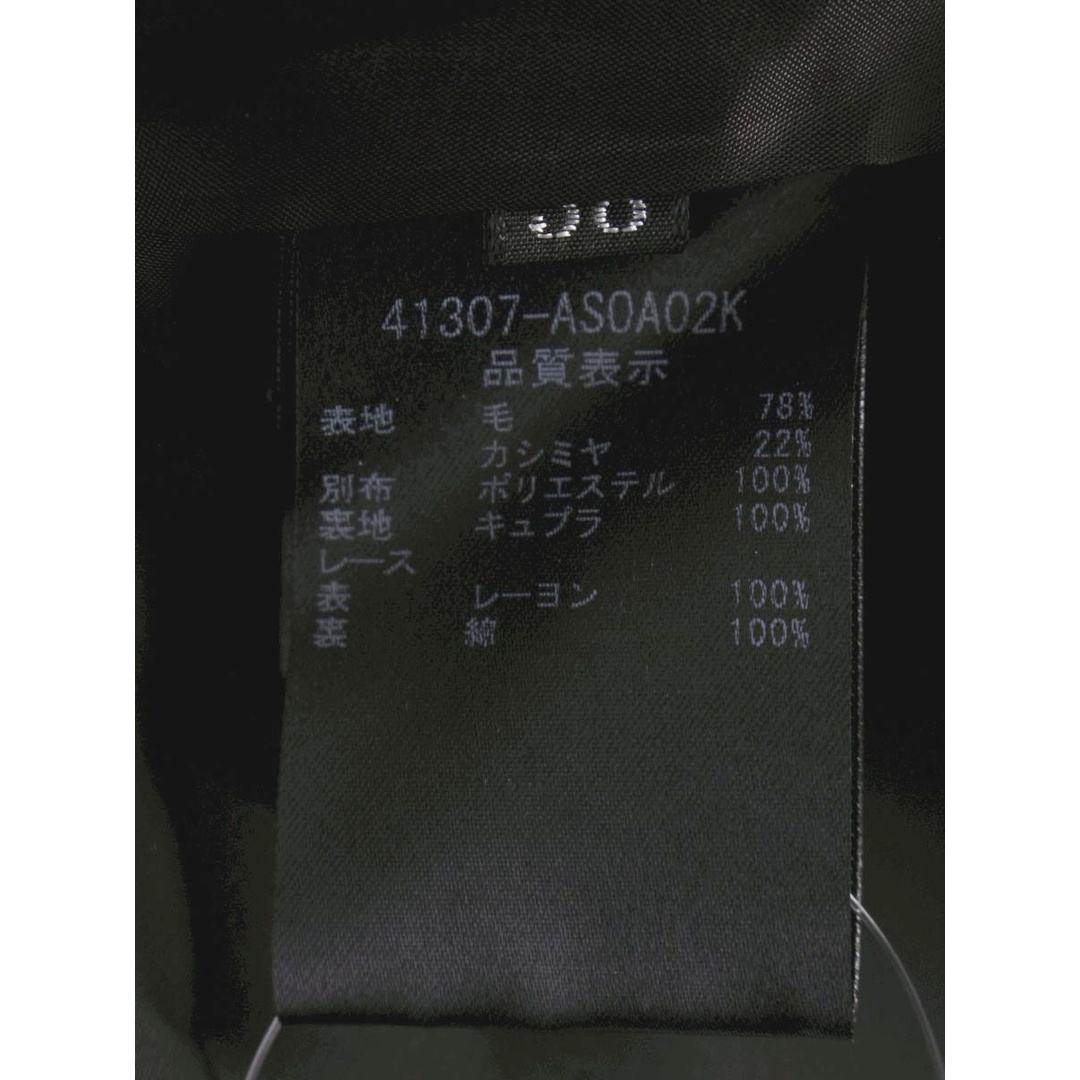 41307-AS0A02K
品質表示
表地 毛 78%
カシミヤ 22%
別布 ポリエステル 100%
裏地 キュプラ 100%
レース
表 レーヨン 100%
裏 綿 100%